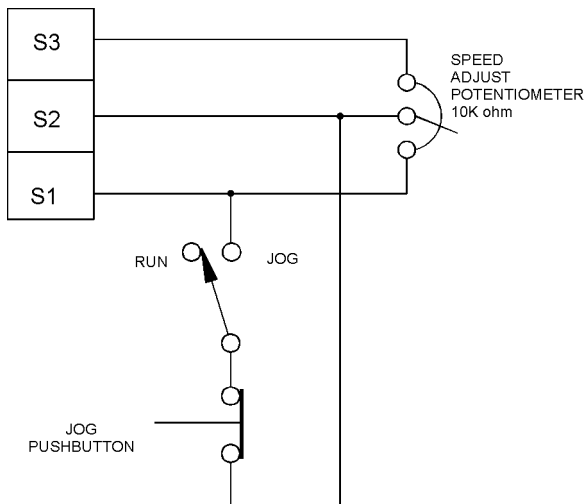 S3
S2
S1
SPEED
ADJUST
POTENTIOMETER
10K ohm
RUN
JOG
JOG
PUSHBUTTON